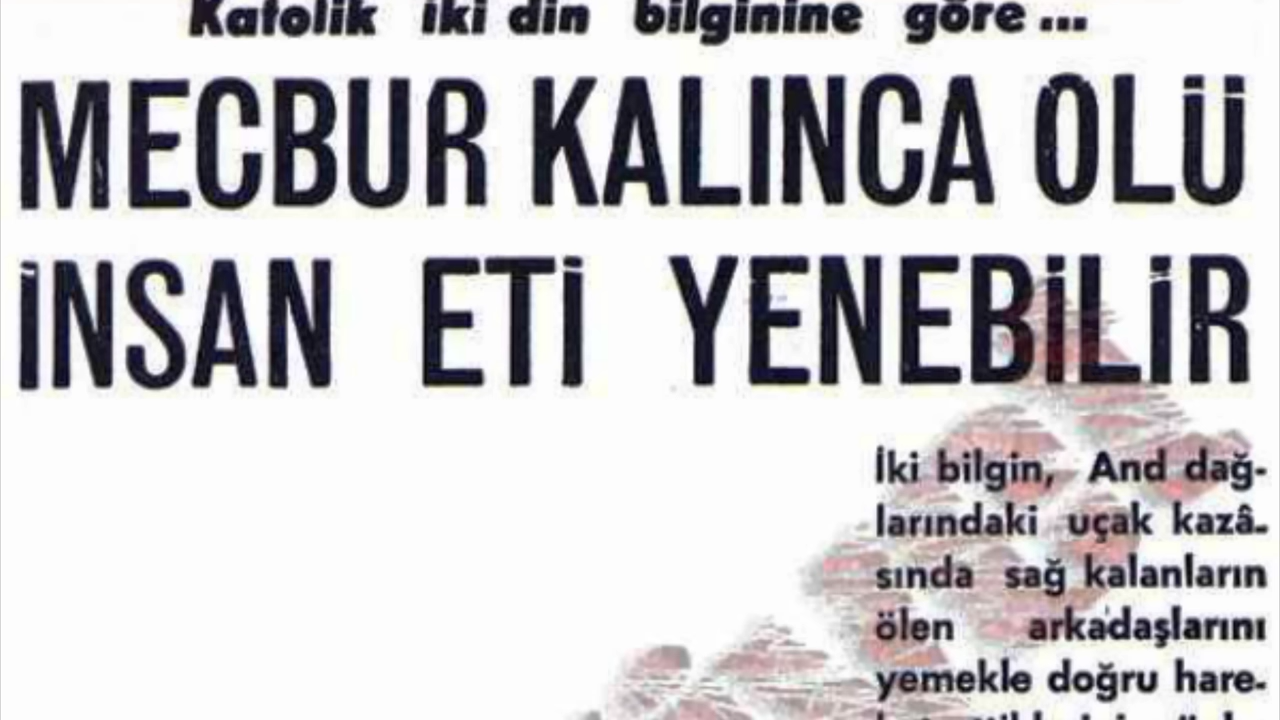 Katolik iki din bilginine göre...
MECBUR KALINCA ÖLÜ
İNSAN ETİ YENEBİLİR
İki bilgin, And dağ-
larındaki uçak kazâ-
sında sağ kalanların
ölen arkadaşlarını
yemekle doğru hare-